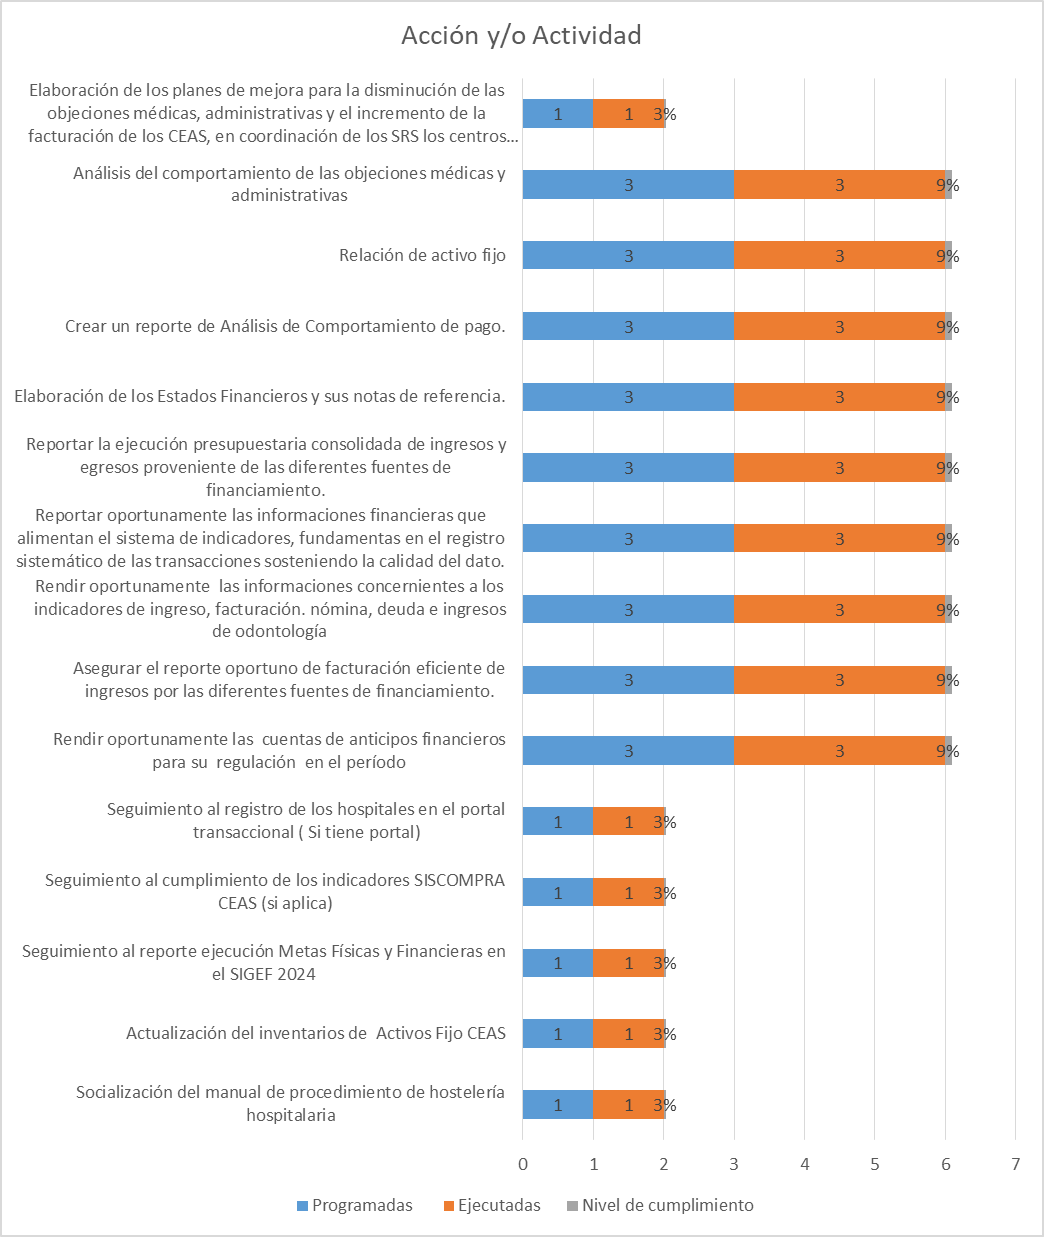 Acción y/o Actividad
Elaboración de los planes de mejora para la disminución de las
objeciones médicas, administrativas y el incremento de la
facturación de los CEAS, en coordinación de los SRS los centros...
1 1 3%
Análisis del comportamiento de las objeciones médicas y
administrativas
3 3 9%
Relación de activo fijo
3 3 9%
Crear un reporte de Análisis de Comportamiento de pago.
3 3 9%
Elaboración de los Estados Financieros y sus notas de referencia.
3 3 9%
Reportar la ejecución presupuestaria consolidada de ingresos y
egresos proveniente de las diferentes fuentes de
financiamiento.
3 3 9%
Reportar oportunamente las informaciones financieras que
alimentan el sistema de indicadores, fundamentas en el registro
sistemático de las transacciones sosteniendo la calidad del dato.
3 3 9%
Rendir oportunamente  las informaciones concernientes a los
indicadores de ingreso, facturación. nómina, deuda e ingresos
de odontología
3 3 9%
Asegurar el reporte oportuno de facturación eficiente de
ingresos por las diferentes fuentes de financiamiento.
3 3 9%
Rendir oportunamente las  cuentas de anticipos financieros
para su  regulación  en el período
3 3 9%
Seguimiento al registro de los hospitales en el portal
transaccional ( Si tiene portal)
1 1 3%
Seguimiento al cumplimiento de los indicadores SISCOMPRA
CEAS (si aplica)
1 1 3%
Seguimiento al reporte ejecución Metas Físicas y Financieras en
el SIGEF 2024
1 1 3%
Actualización del inventarios de  Activos Fijo CEAS
1 1 3%
Socialización del manual de procedimiento de hostelería
hospitalaria
1 1 3%
0 1 2 3 4 5 6 7
Programadas Ejecutadas Nivel de cumplimiento